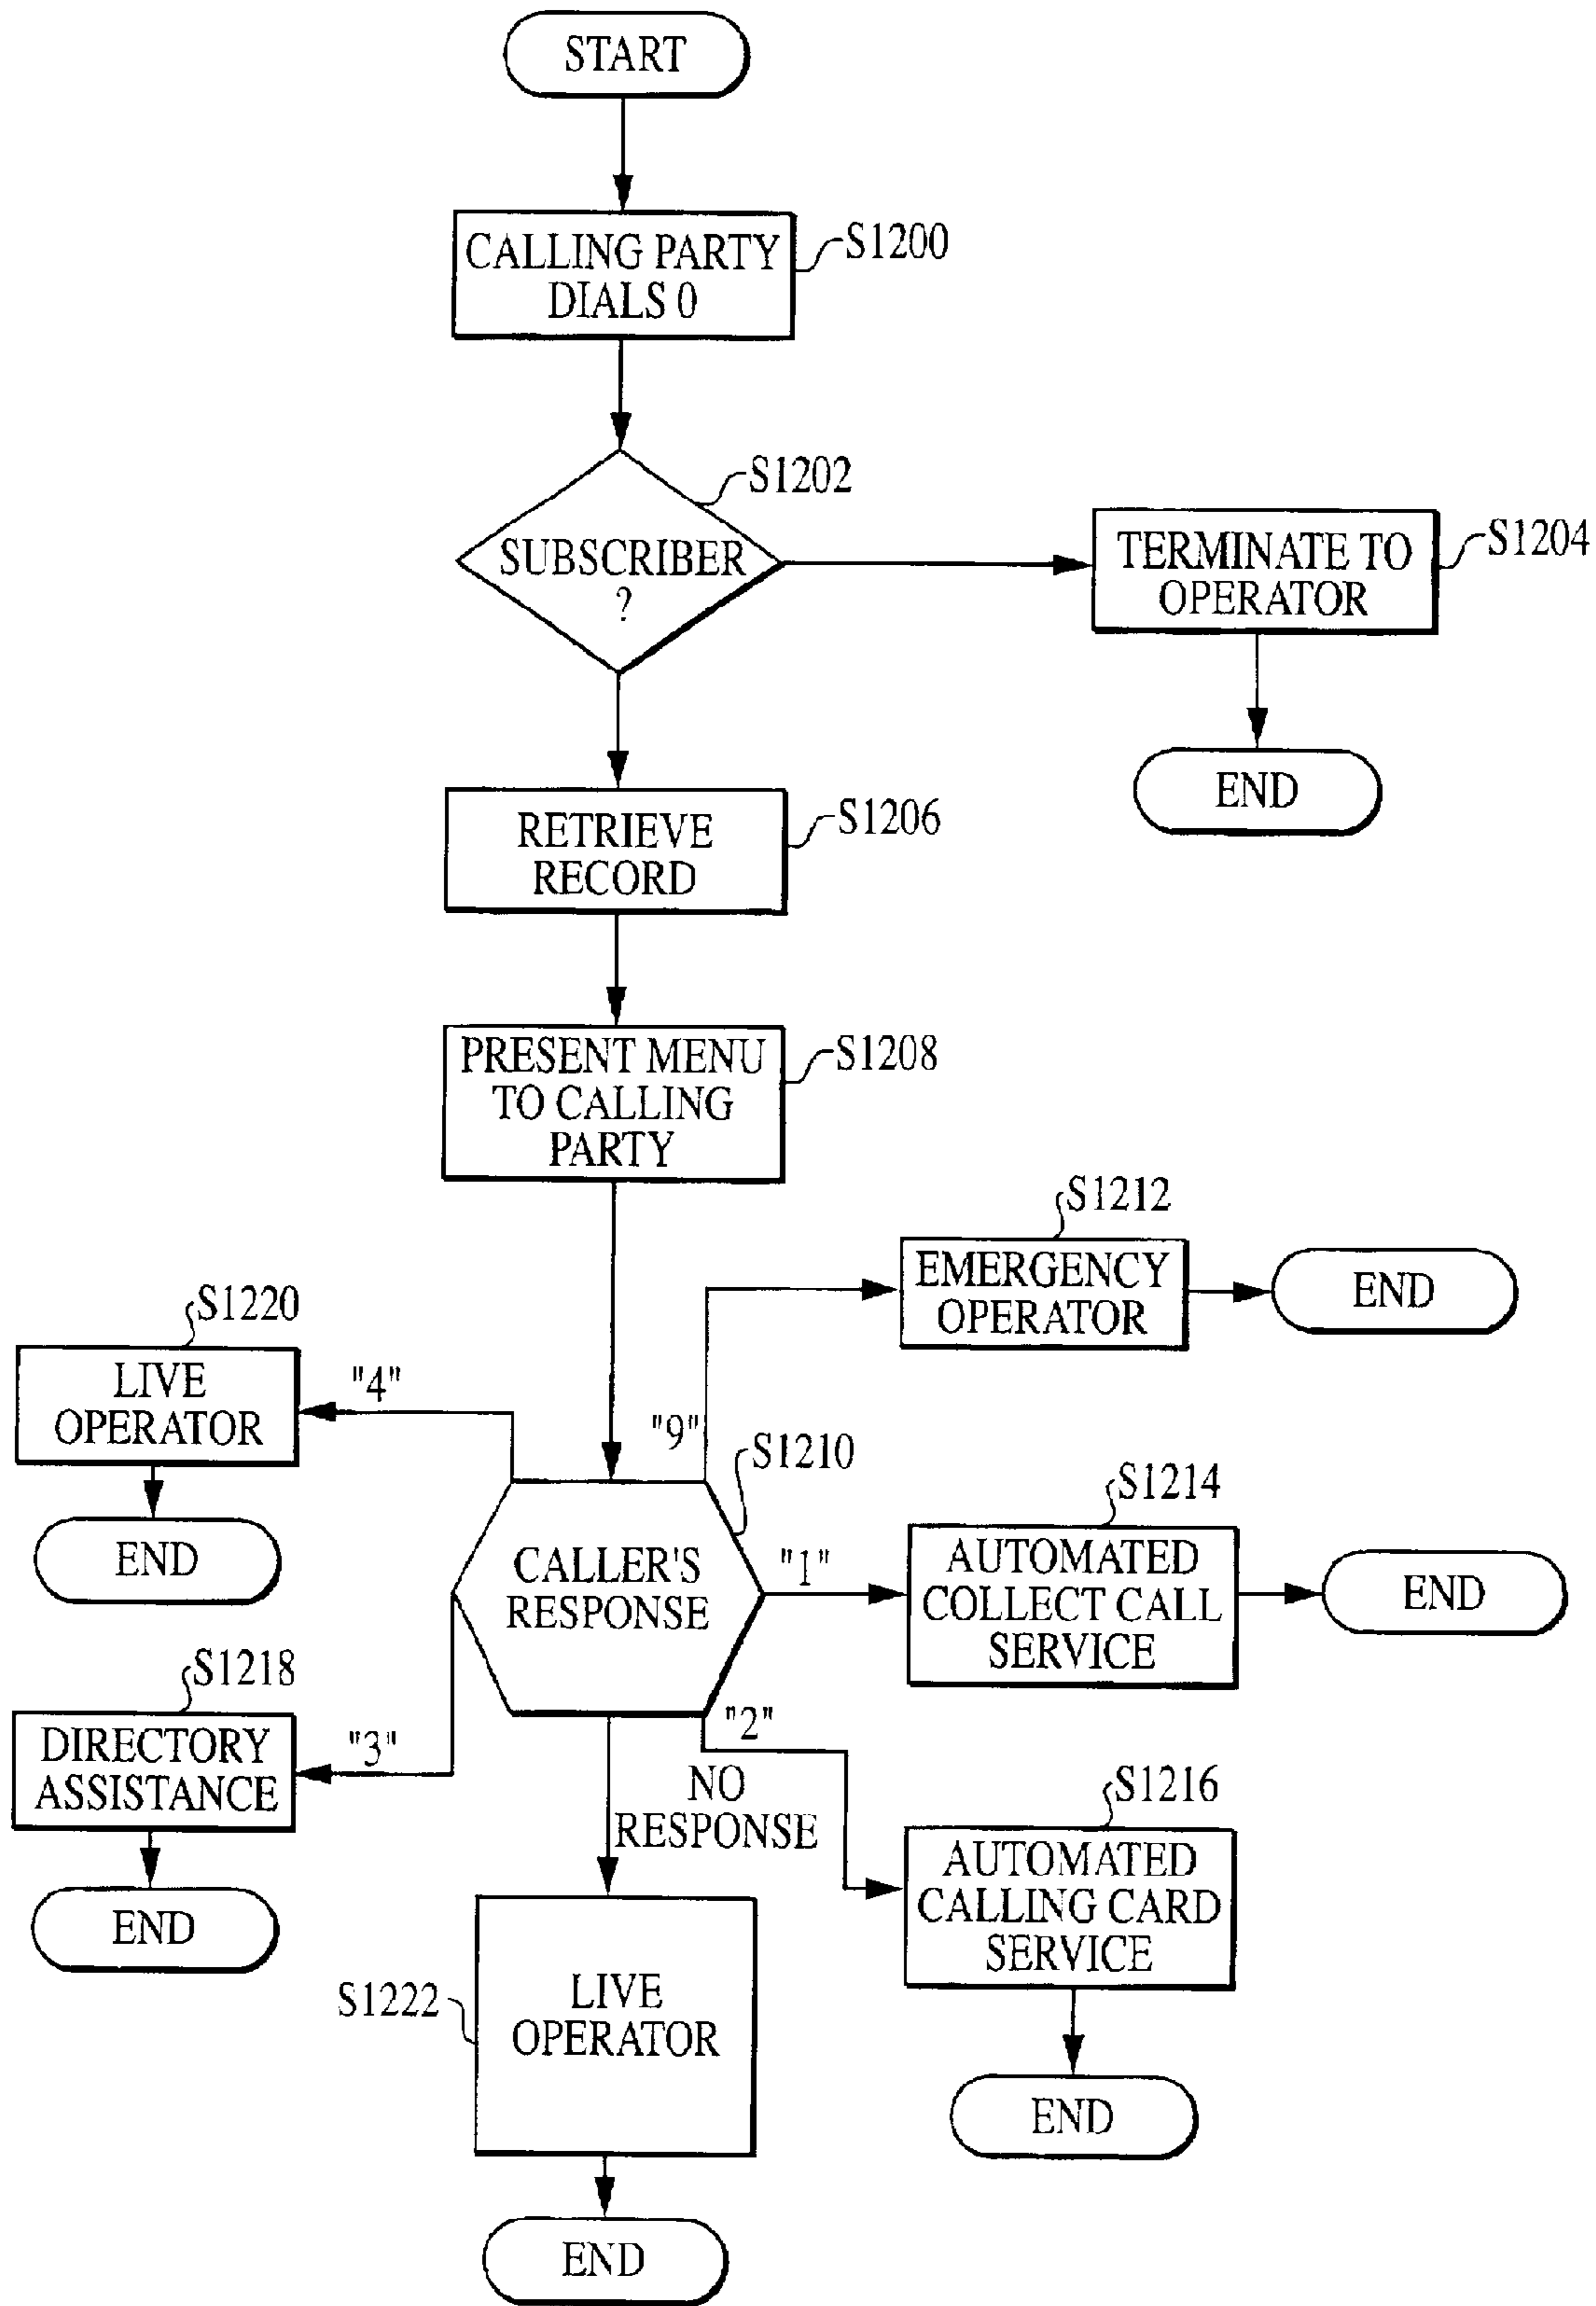 START
CALLING PARTY
DIALS 0
S1200
S1202
SUBSCRIBER
?
TERMINATE TO
OPERATOR
S1204
END
RETRIEVE
RECORD
S1206
PRESENT MENU
TO CALLING
PARTY
S1208
S1212
EMERGENCY
OPERATOR
END
S1220
LIVE
OPERATOR
"4"
END
"9"
S1210
CALLER'S
RESPONSE
"1"
S1214
AUTOMATED
COLLECT CALL
SERVICE
END
S1218
DIRECTORY
ASSISTANCE
"3"
END
"2"
NO
RESPONSE
S1216
AUTOMATED
CALLING CARD
SERVICE
END
S1222
LIVE
OPERATOR
END